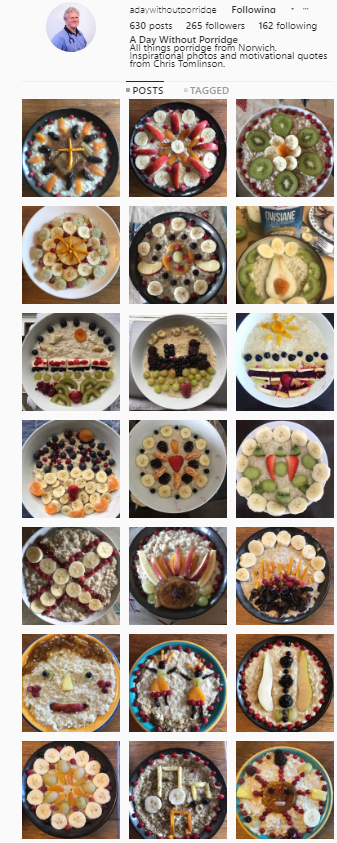 adaywithoutporridge Following ...
630 posts 265 followers 162 following
A Day Without Porridge
All things porridge from Norwich.
Inspirational photos and motivational quotes
from Chris Tomlinson.
POSTS TAGGED
OWSIANE